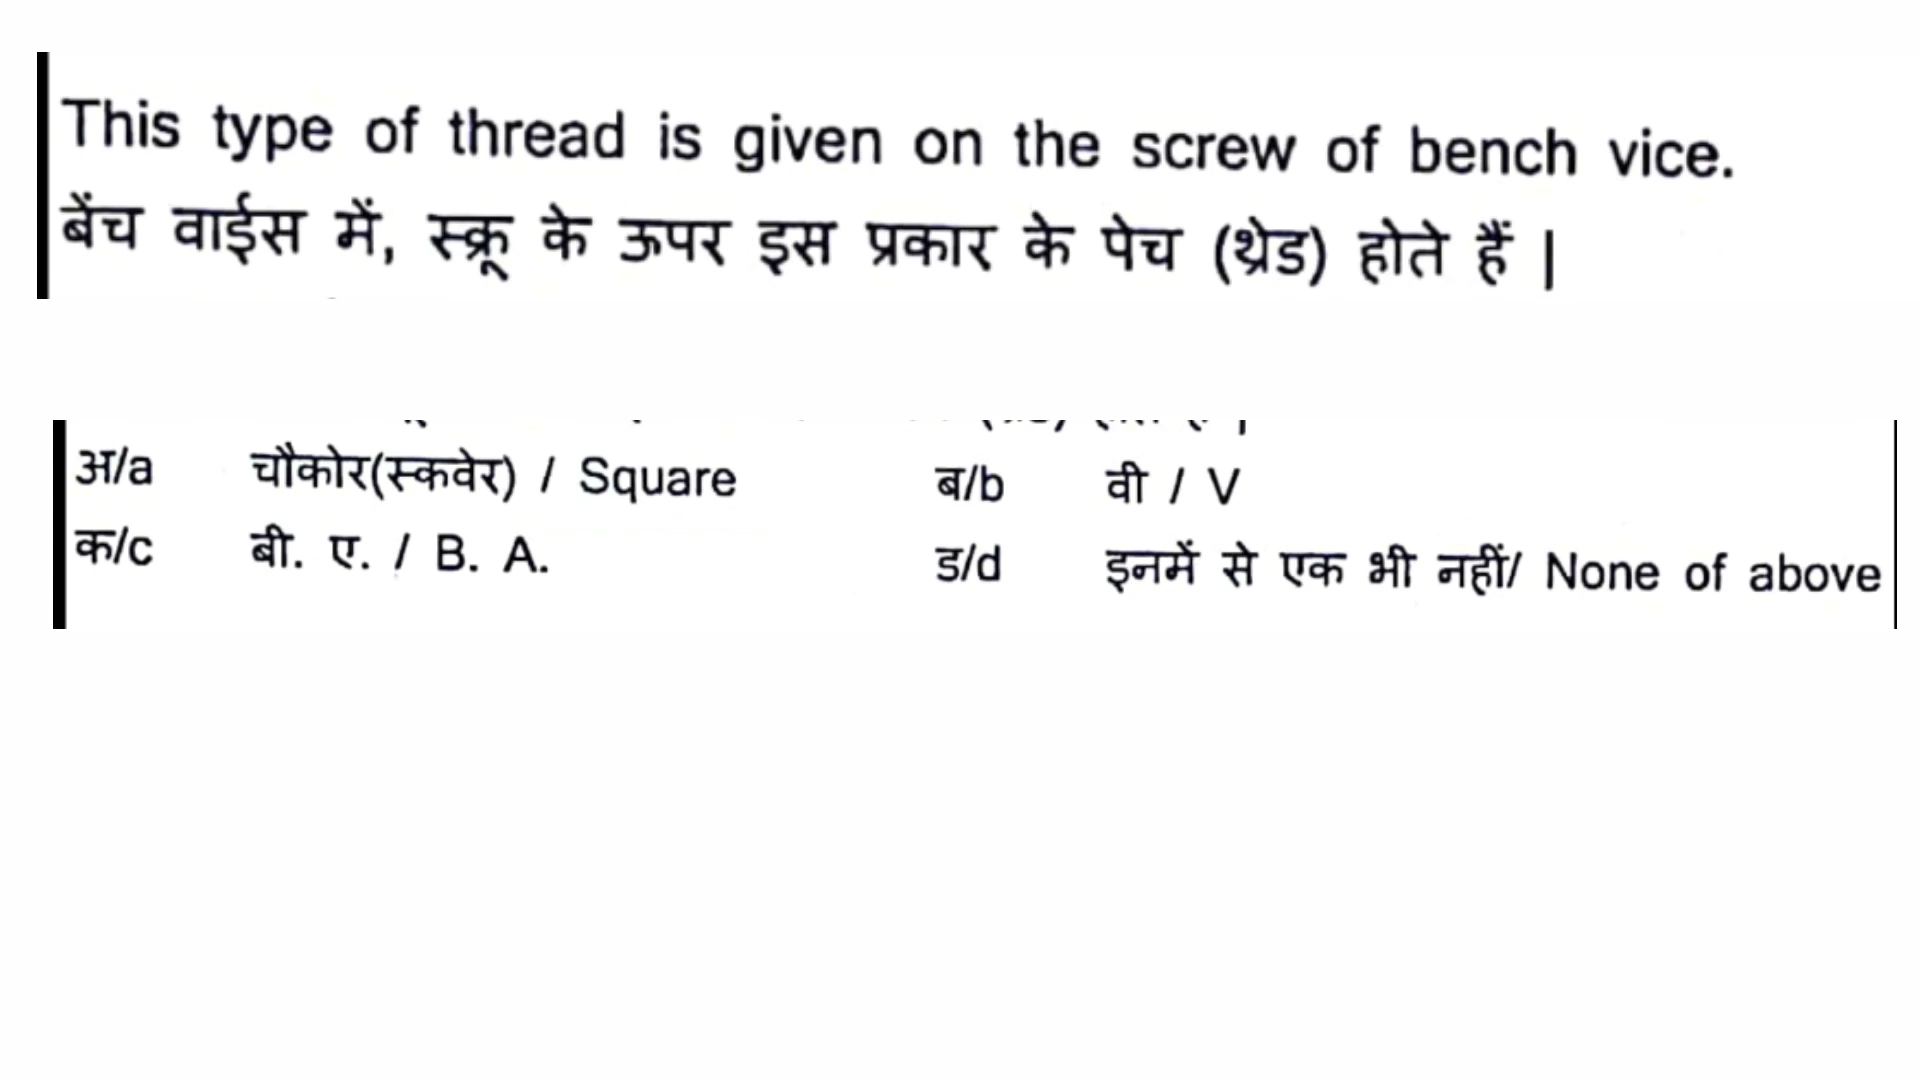 This type of thread is given on the screw of bench vice.
बेंच वाईस में, स्क्रू के ऊपर इस प्रकार के पेच (थ्रेड) होते हैं |
अ/a चौकोर(स्कवेर) / Square ब/b वी / V
क/c बी. ए. / B. A. ड/d इनमें से एक भी नहीं/ None of above